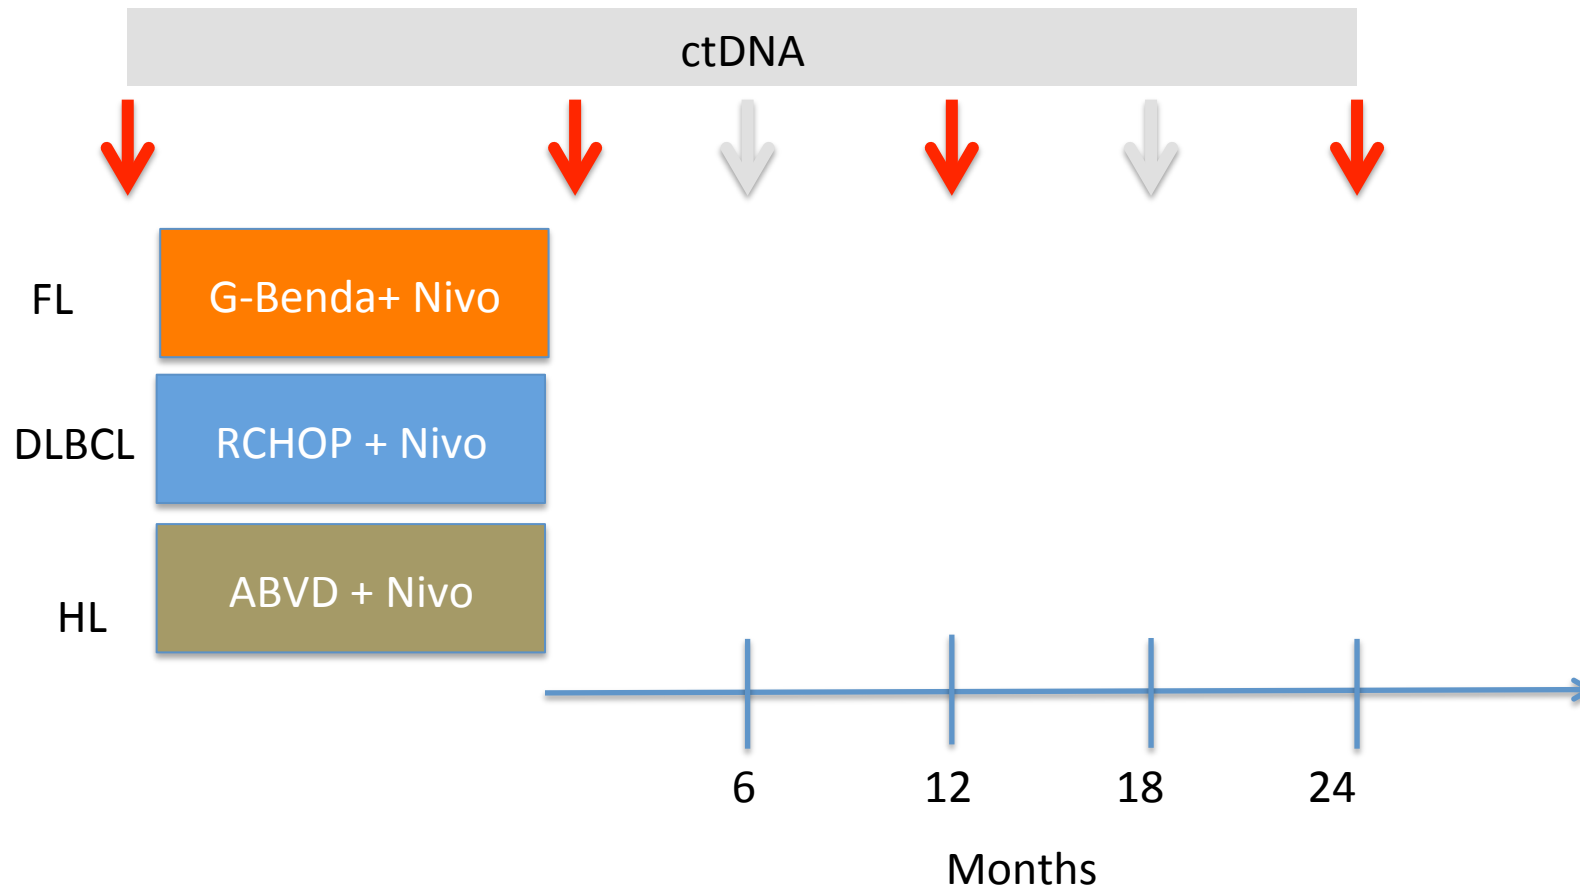 ctDNA
FL
G-Benda+ Nivo
DLBCL
RCHOP + Nivo
HL
ABVD + Nivo
6
12
18
24
Months